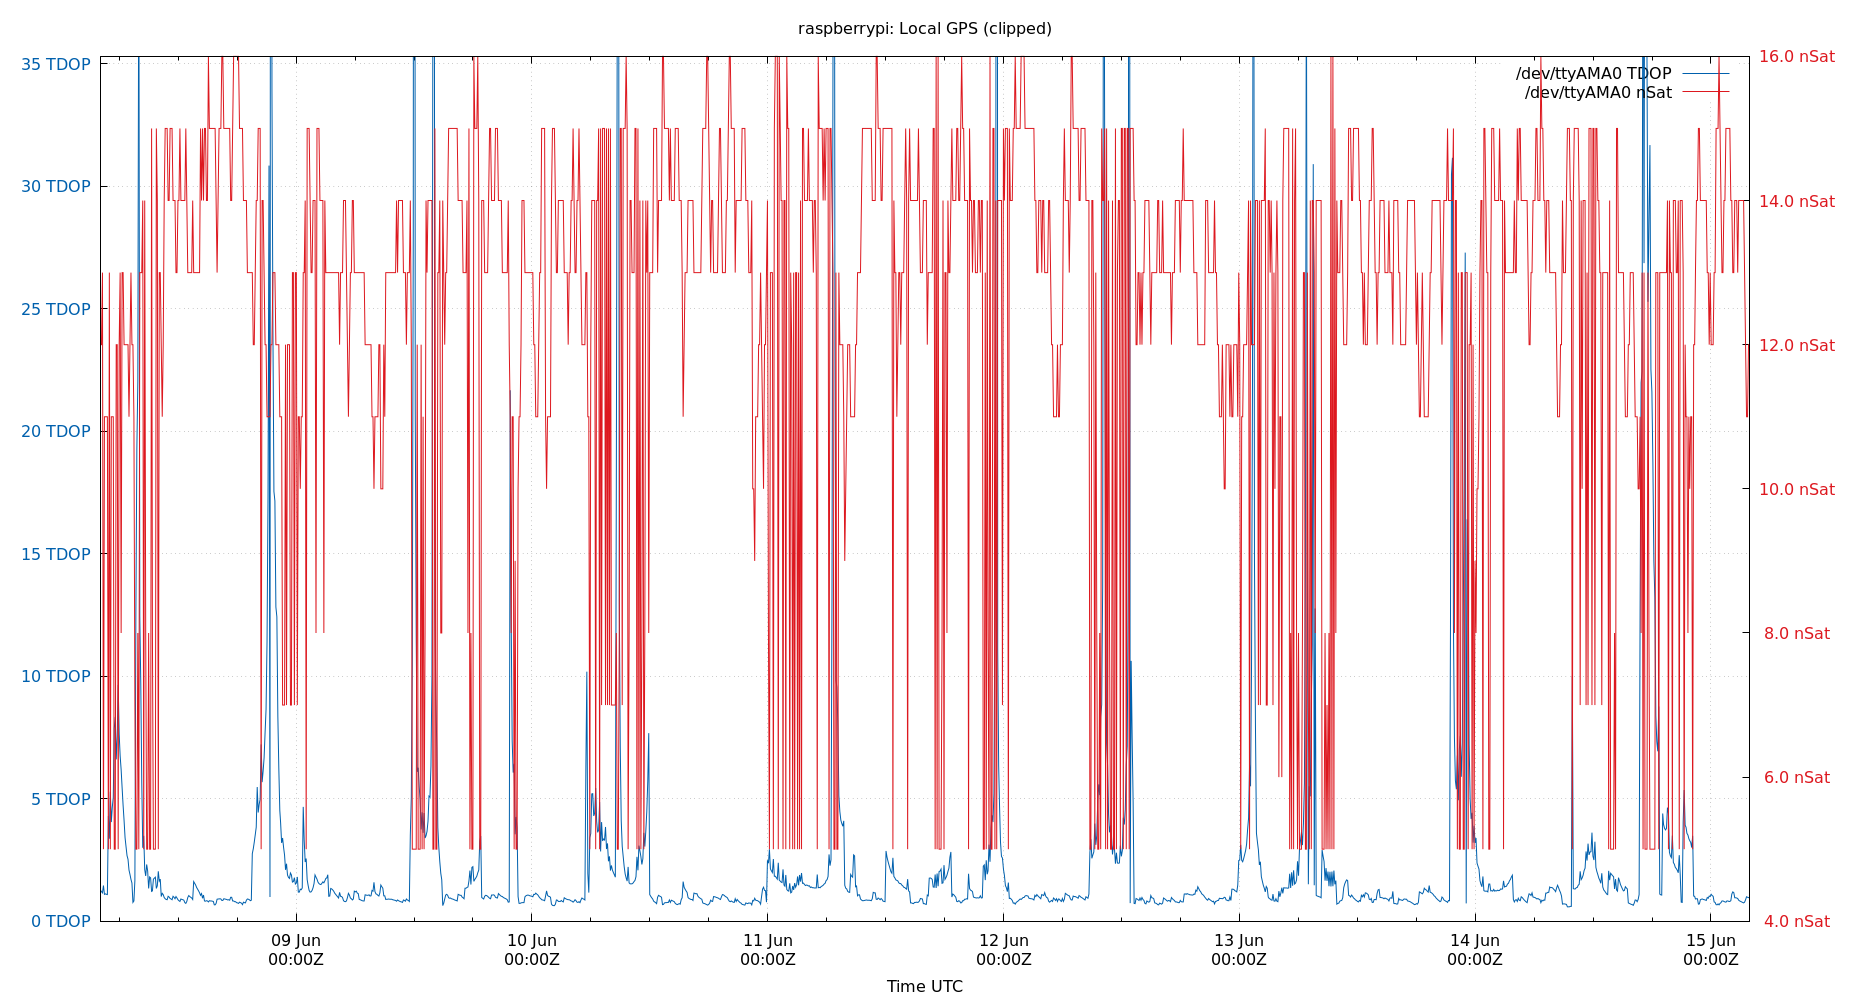 raspberrypi: Local GPS (clipped)
35 TDOP
30 TDOP
25 TDOP
20 TDOP
15 TDOP
10 TDOP
5 TDOP
0 TDOP
16.0 nSat
14.0 nSat
12.0 nSat
10.0 nSat
8.0 nSat
6.0 nSat
4.0 nSat
/dev/ttyAMA0 TDOP
/dev/ttyAMA0 nSat
09 Jun
00:00Z
10 Jun
00:00Z
11 Jun
00:00Z
12 Jun
00:00Z
13 Jun
00:00Z
14 Jun
00:00Z
15 Jun
00:00Z
Time UTC